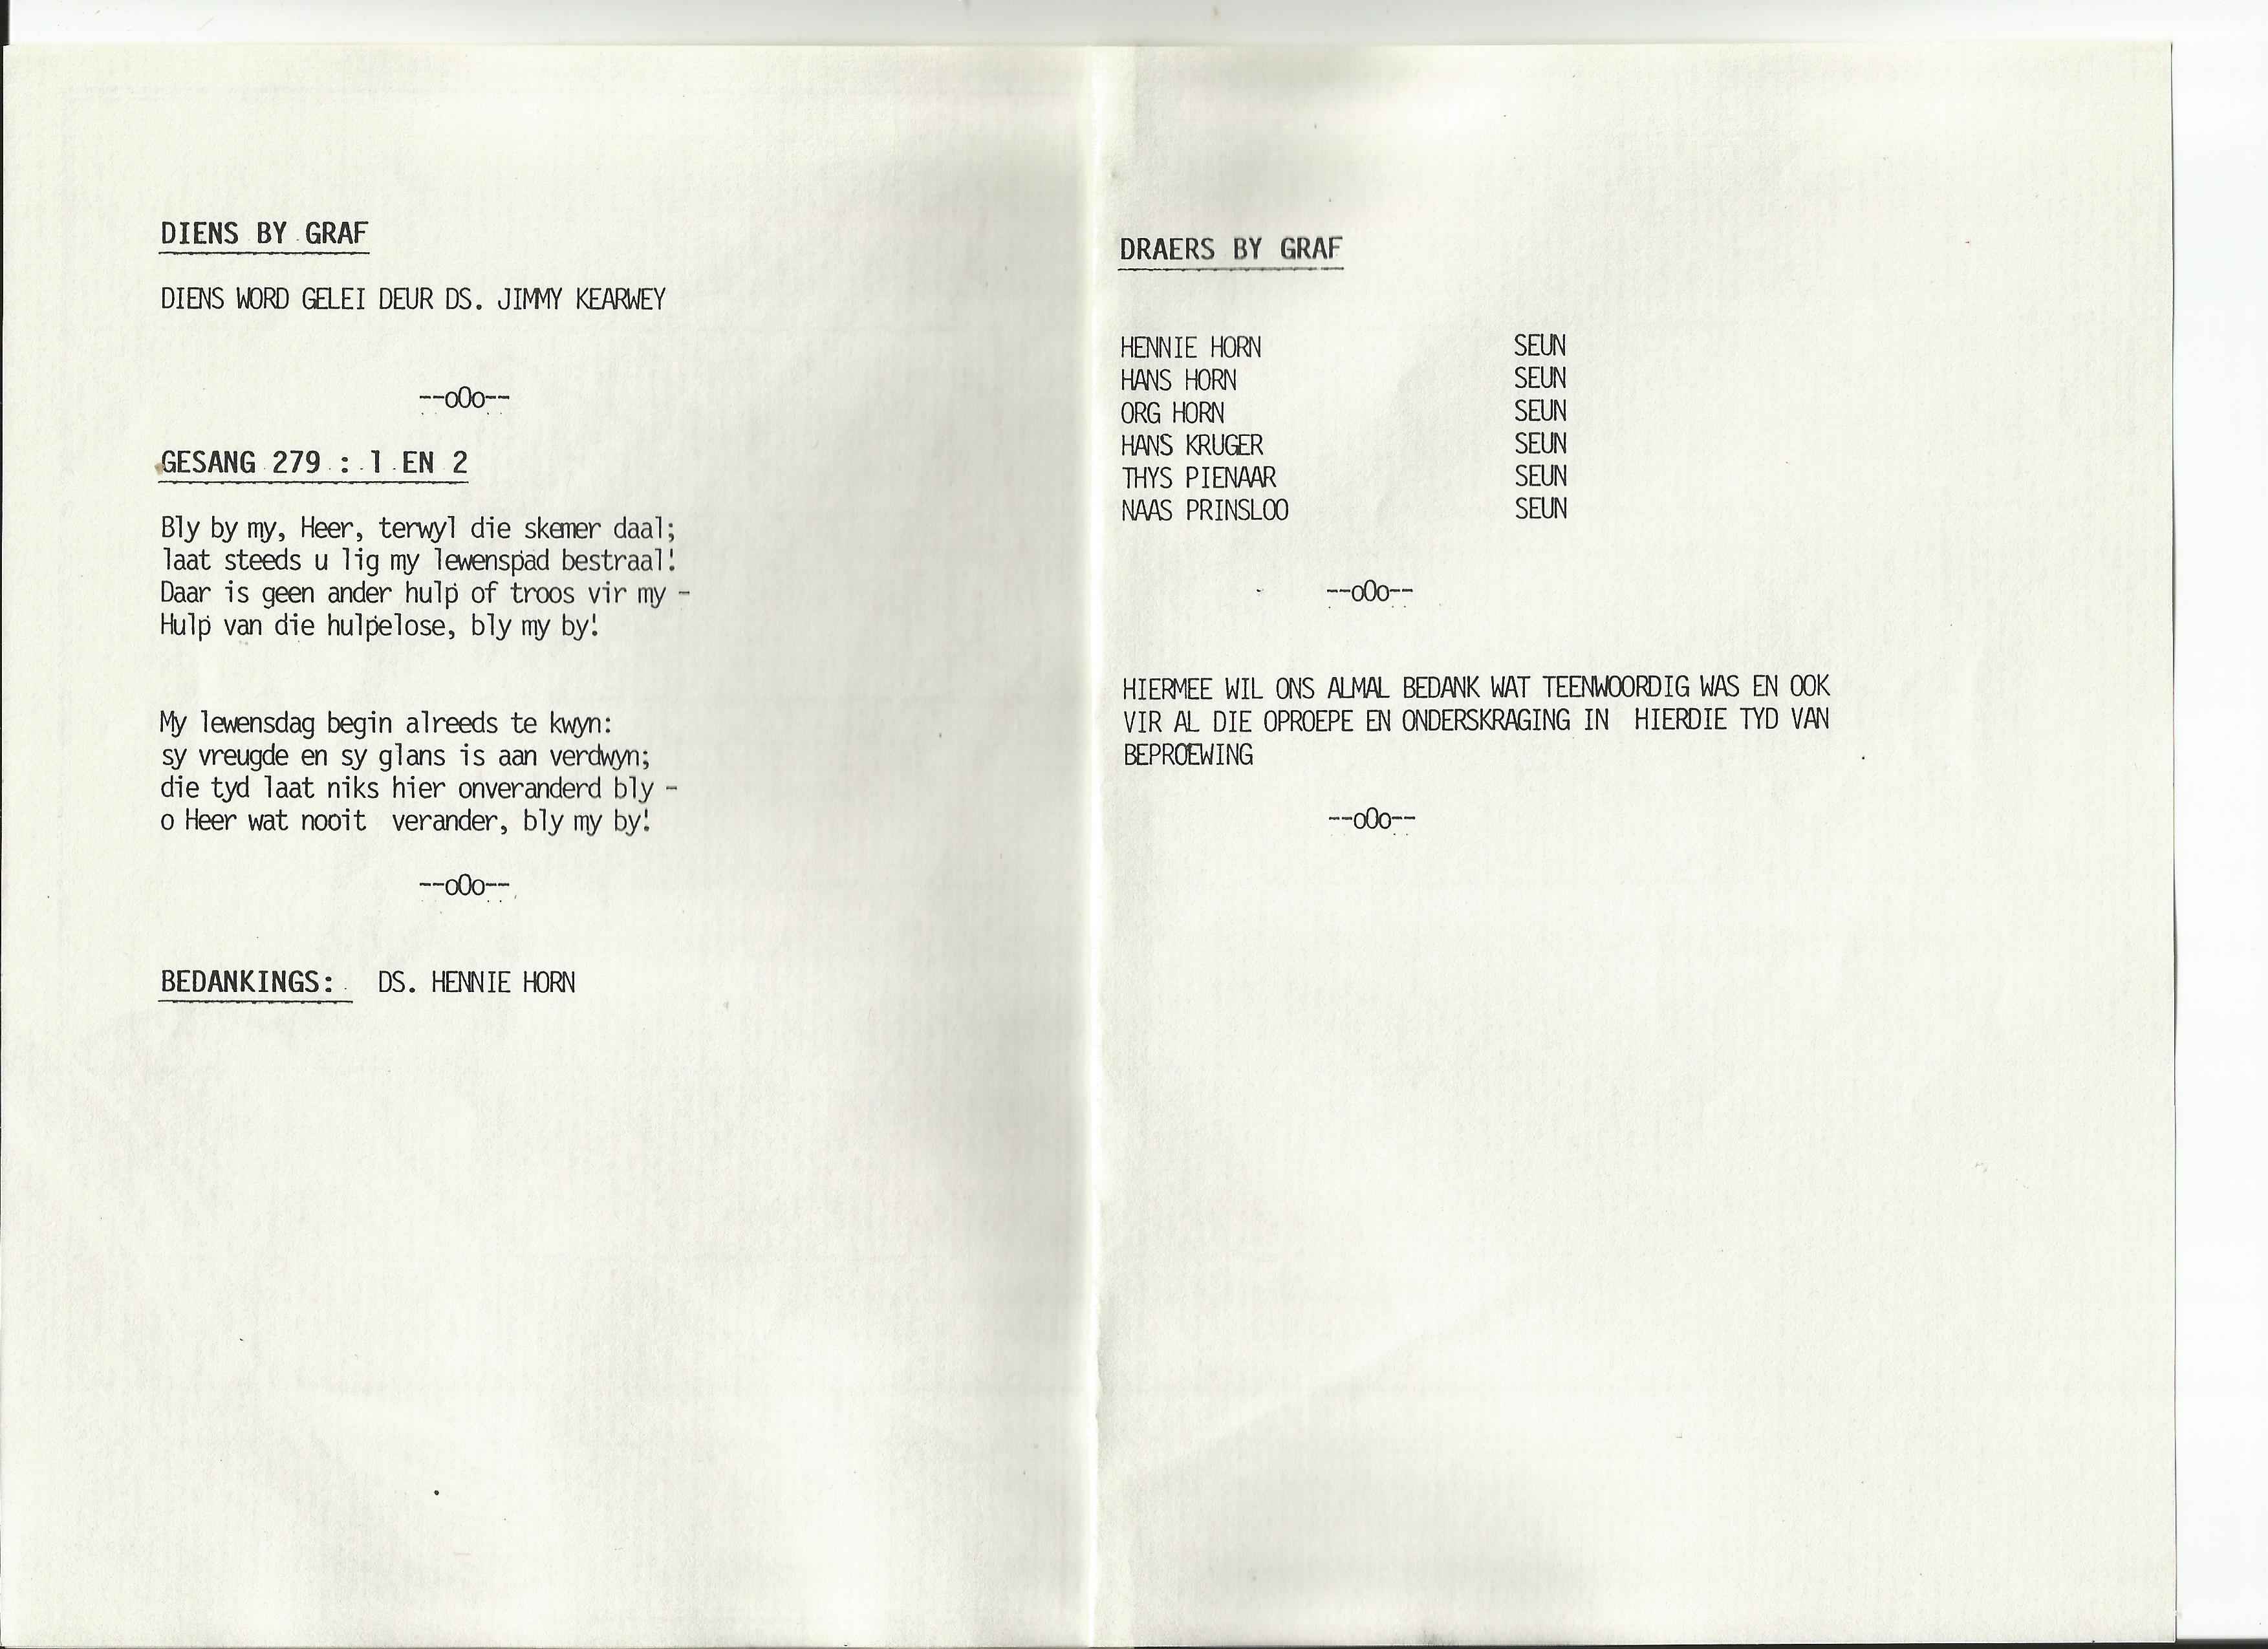 DIENS BY GRAF
DIENS WORD GELEI DEUR DS. JIMMY KEARWEY
--oOo--
GESANG 279 : 1 EN 2
Bly by my, Heer, terwyl die skemer daal;
laat steeds u lig my lewenspad bestraal!
Daar is geen ander hulp of troos vir my -
Hulp van die hulpelose, bly my by!
My lewensdag begin alreeds te kwyn:
sy vreugde en sy glans is aan verdwyn;
die tyd laat niks hier onveranderd bly -
o Heer wat nooit verander, bly my by!
--oOo--
BEDANKINGS: DS. HENNIE HORN
DRAERS BY GRAF
HENNIE HORN SEUN
HANS HORN SEUN
ORG HORN SEUN
HANS KRUGER SEUN
THYS PIENAAR SEUN
NAAS PRINSLOO SEUN
--oOo--
HIERMEE WIL ONS ALMAL BEDANK WAT TEENWOORDIG WAS EN OOK
VIR AL DIE OPROEPE EN ONDERSKRAGING IN HIERDIE TYD VAN
BEPROEWING
--oOo--